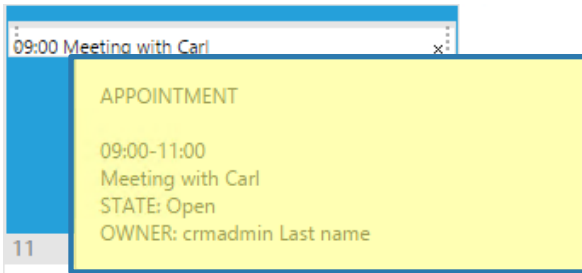 09:00 Meeting with Carl
×
APPOINTMENT
09:00-11:00
Meeting with Carl
STATE: Open
OWNER: crmadmin Last name
11